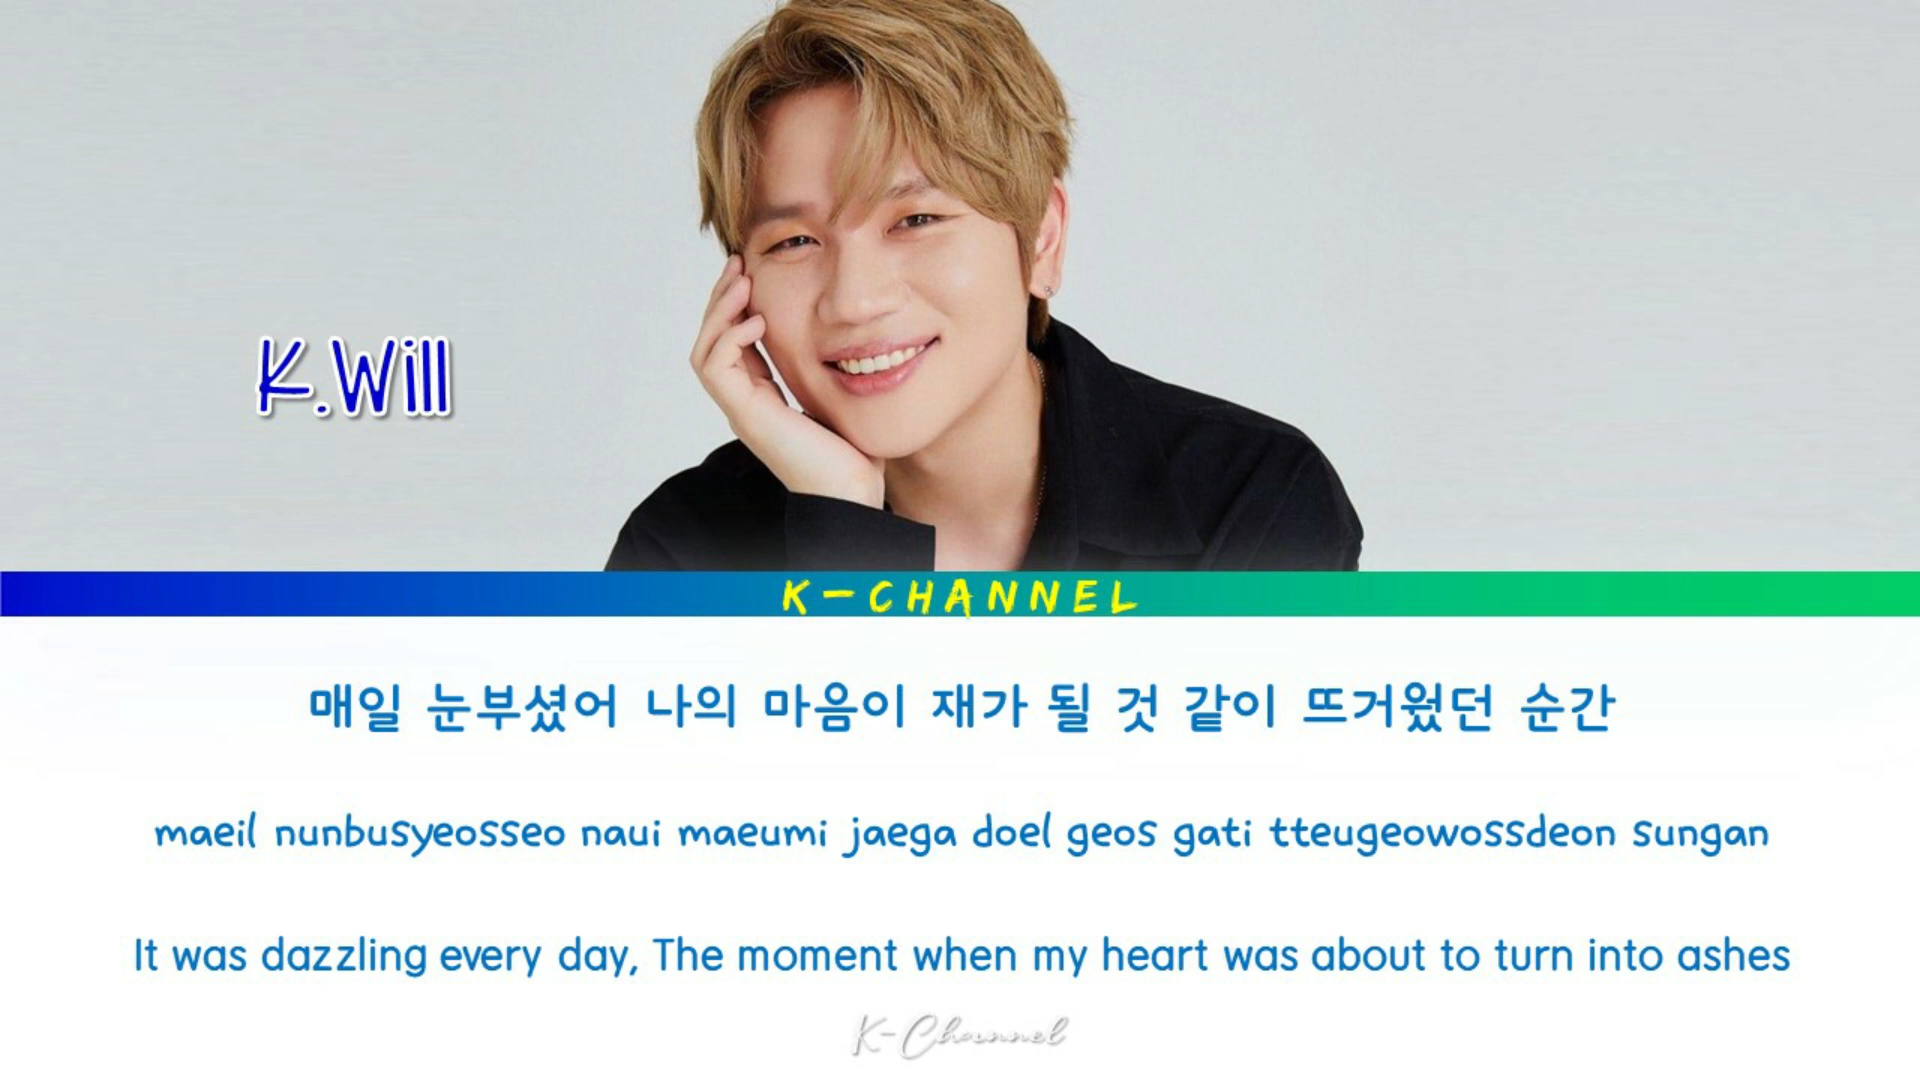 K.Will
K-CHANNEL
매일 눈부셨어 나의 마음이 재가 될 것 같이 뜨거웠던 순간
maeil nunbusyeosseo naui maeumi jaega doel geos gati tteugeowossdeon sungan
It was dazzling every day, The moment when my heart was about to turn into ashes
K-Channel